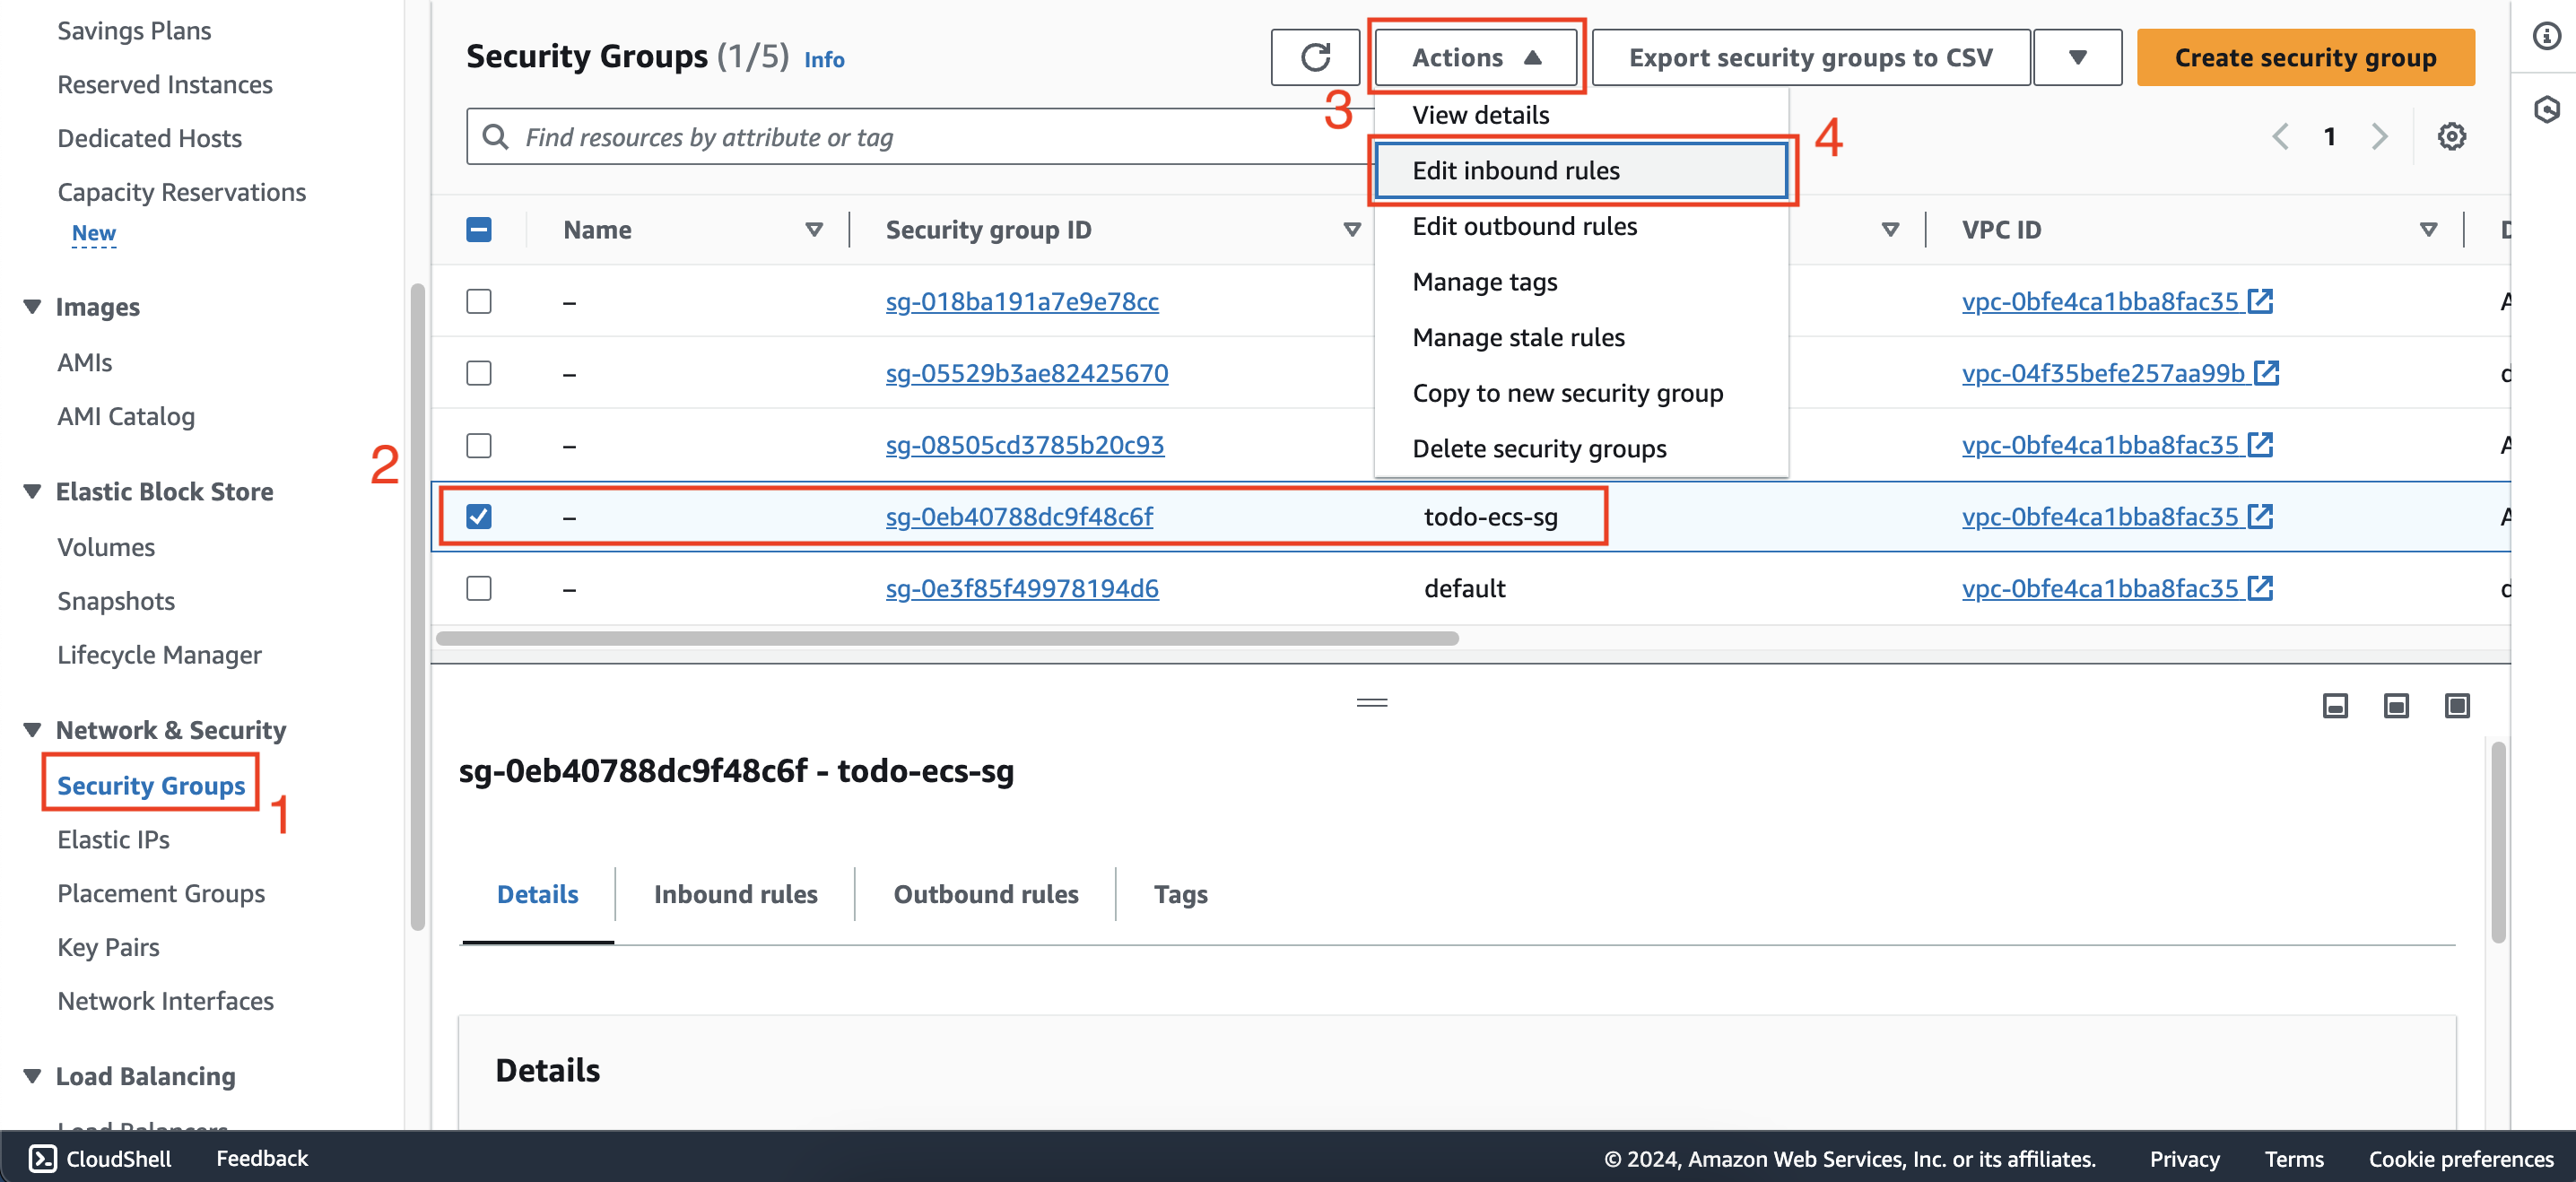 Savings Plans
Reserved Instances
Dedicated Hosts
Capacity Reservations
New
Images
AMIs
AMI Catalog
Elastic Block Store
Volumes
Snapshots
Lifecycle Manager
Network & Security
Security Groups
1
Elastic IPs
Placement Groups
Key Pairs
Network Interfaces
Load Balancing
Load Balancers
2
Security Groups (1/5) Info
Actions
Export security groups to CSV
Create security group
3
Find resources by attribute or tag
View details
Edit inbound rules
4
Edit outbound rules
Manage tags
Manage stale rules
Copy to new security group
Delete security groups
1
Name Security group ID VPC ID
– sg-018ba191a7e9e78cc vpc-0bfe4ca1bba8fac35
– sg-05529b3ae82425670 vpc-04f35befe257aa99b
– sg-08505cd3785b20c93 vpc-0bfe4ca1bba8fac35
– sg-0eb40788dc9f48c6f todo-ecs-sg vpc-0bfe4ca1bba8fac35
– sg-0e3f85f49978194d6 default vpc-0bfe4ca1bba8fac35
sg-0eb40788dc9f48c6f - todo-ecs-sg
Details Inbound rules Outbound rules Tags
Details
CloudShell Feedback © 2024, Amazon Web Services, Inc. or its affiliates. Privacy Terms Cookie preferences